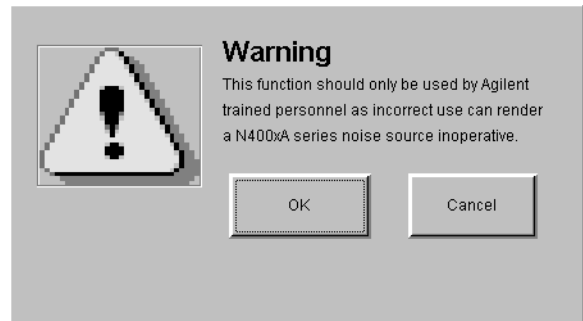 Warning
This function should only be used by Agilent
trained personnel as incorrect use can render
a N400xA series noise source inoperative.
OK
Cancel